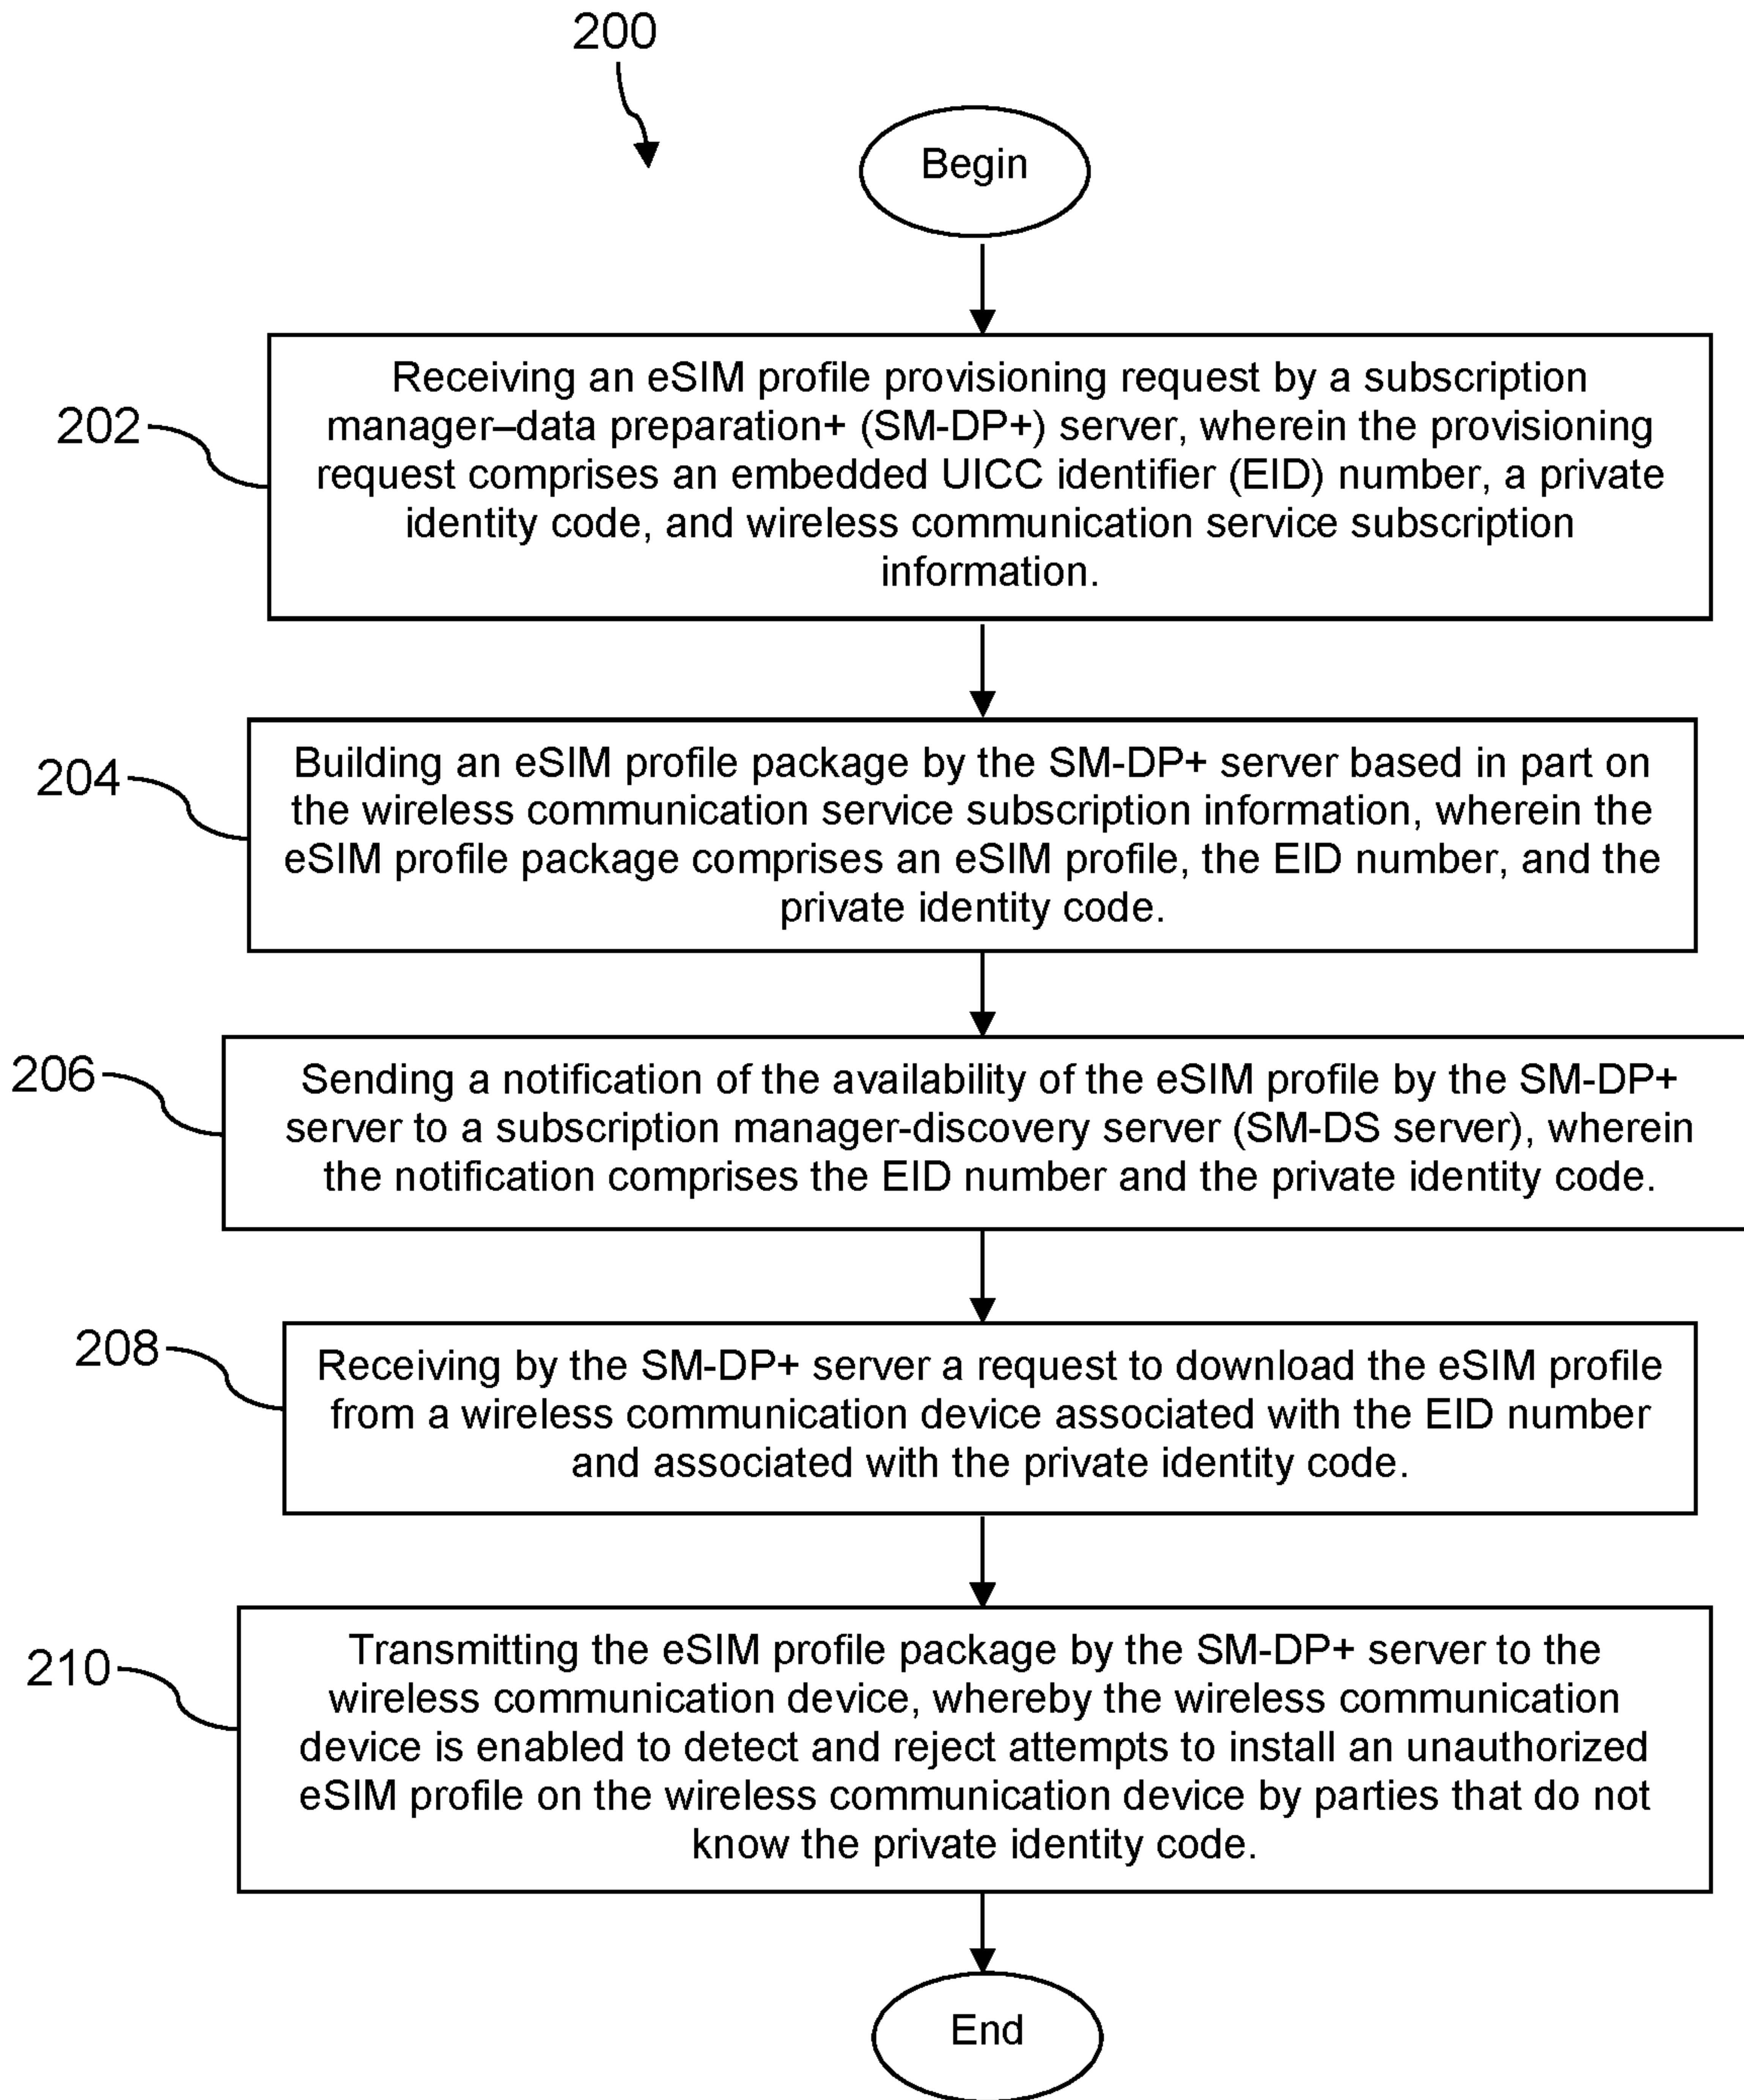 200
Begin
202
Receiving an eSIM profile provisioning request by a subscription
manager–data preparation+ (SM-DP+) server, wherein the provisioning
request comprises an embedded UICC identifier (EID) number, a private
identity code, and wireless communication service subscription
information.
204
Building an eSIM profile package by the SM-DP+ server based in part on
the wireless communication service subscription information, wherein the
eSIM profile package comprises an eSIM profile, the EID number, and the
private identity code.
206
Sending a notification of the availability of the eSIM profile by the SM-DP+
server to a subscription manager-discovery server (SM-DS server), wherein
the notification comprises the EID number and the private identity code.
208
Receiving by the SM-DP+ server a request to download the eSIM profile
from a wireless communication device associated with the EID number
and associated with the private identity code.
210
Transmitting the eSIM profile package by the SM-DP+ server to the
wireless communication device, whereby the wireless communication
device is enabled to detect and reject attempts to install an unauthorized
eSIM profile on the wireless communication device by parties that do not
know the private identity code.
End